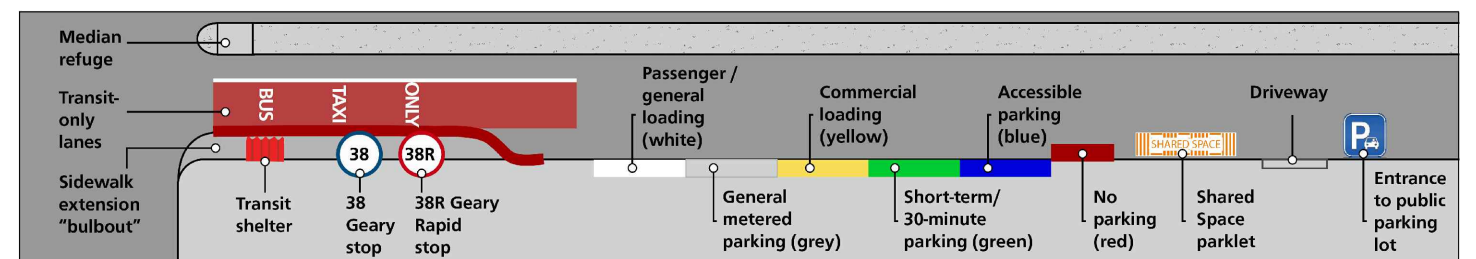 Median
refuge
Transit-
only
lanes
Sidewalk
extension
“bulbout”
BUS
TAXI
ONLY
Transit
shelter
38
38
Geary
stop
38R
38R Geary
Rapid
stop
Passenger /
general
loading
(white)
General
metered
parking (grey)
Commercial
loading
(yellow)
Short-term/
30-minute
parking (green)
Accessible
parking
(blue)
No
parking
(red)
SHARED SPACE
Shared
Space
parklet
Driveway
P
Entrance
to public
parking
lot